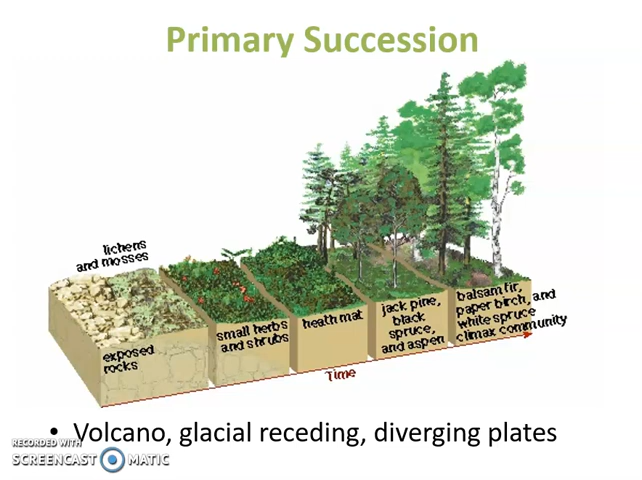 Primary Succession
lichens
and mosses
exposed
rocks
small herbs
and shrubs
heath mat
jack pine,
black
spruce,
and aspen
balsam fir,
paper birch, and
white spruce
climax community
Time
• Volcano, glacial receding, diverging plates
RECORDED WITH
SCREENCAST MATIC